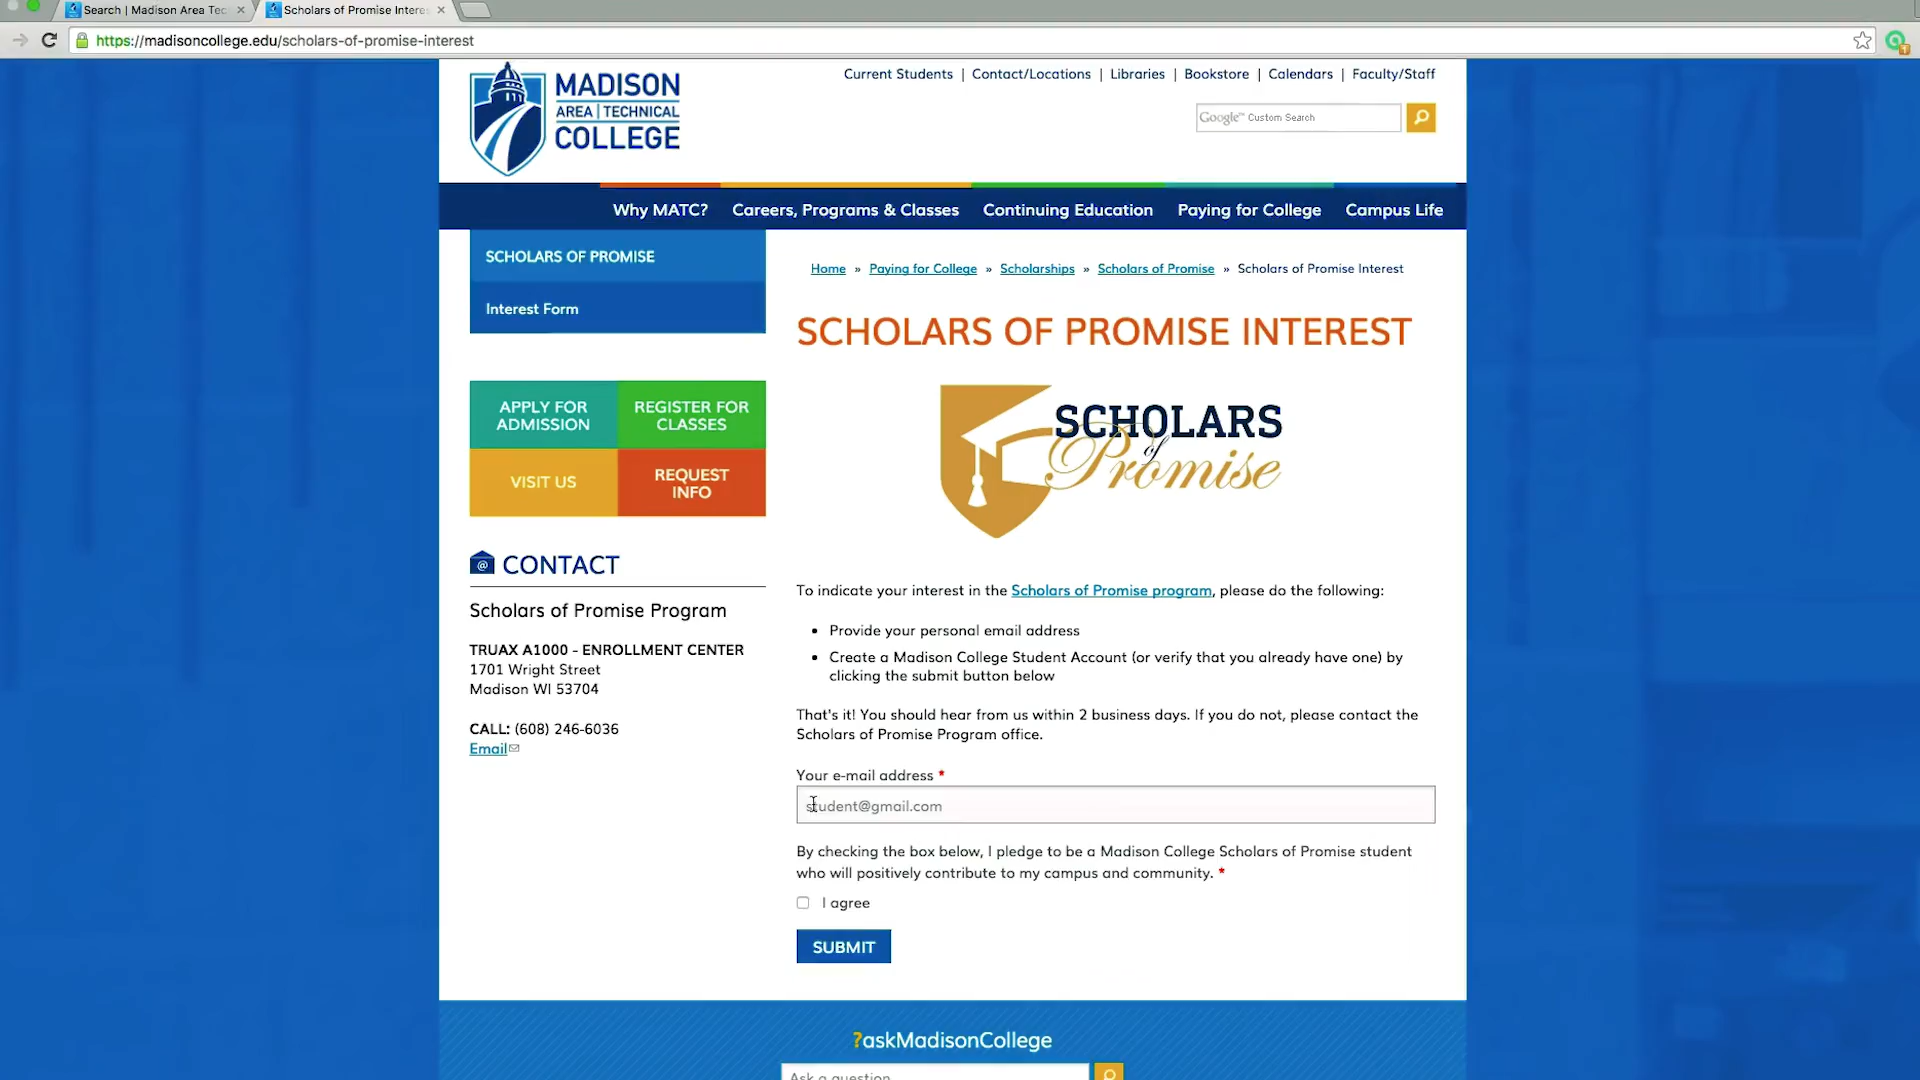 Search | Madison Area Tec
Scholars of Promise Interes
https://madisoncollege.edu/scholars-of-promise-interest
MADISON
AREA | TECHNICAL
COLLEGE
Current Students | Contact/Locations | Libraries | Bookstore | Calendars | Faculty/Staff
Google™ Custom Search
Why MATC? Careers, Programs & Classes Continuing Education Paying for College Campus Life
SCHOLARS OF PROMISE
Interest Form
APPLY FOR
ADMISSION
REGISTER FOR
CLASSES
VISIT US
REQUEST
INFO
@ CONTACT
Scholars of Promise Program
TRUAX A1000 - ENROLLMENT CENTER
1701 Wright Street
Madison WI 53704
CALL: (608) 246-6036
Email
Home » Paying for College » Scholarships » Scholars of Promise » Scholars of Promise Interest
SCHOLARS OF PROMISE INTEREST
SCHOLARS
of
Promise
To indicate your interest in the Scholars of Promise program, please do the following:
• Provide your personal email address
• Create a Madison College Student Account (or verify that you already have one) by
clicking the submit button below
That's it! You should hear from us within 2 business days. If you do not, please contact the
Scholars of Promise Program office.
Your e-mail address *
student@gmail.com
By checking the box below, I pledge to be a Madison College Scholars of Promise student
who will positively contribute to my campus and community. *
I agree
SUBMIT
?askMadisonCollege
Ask a question